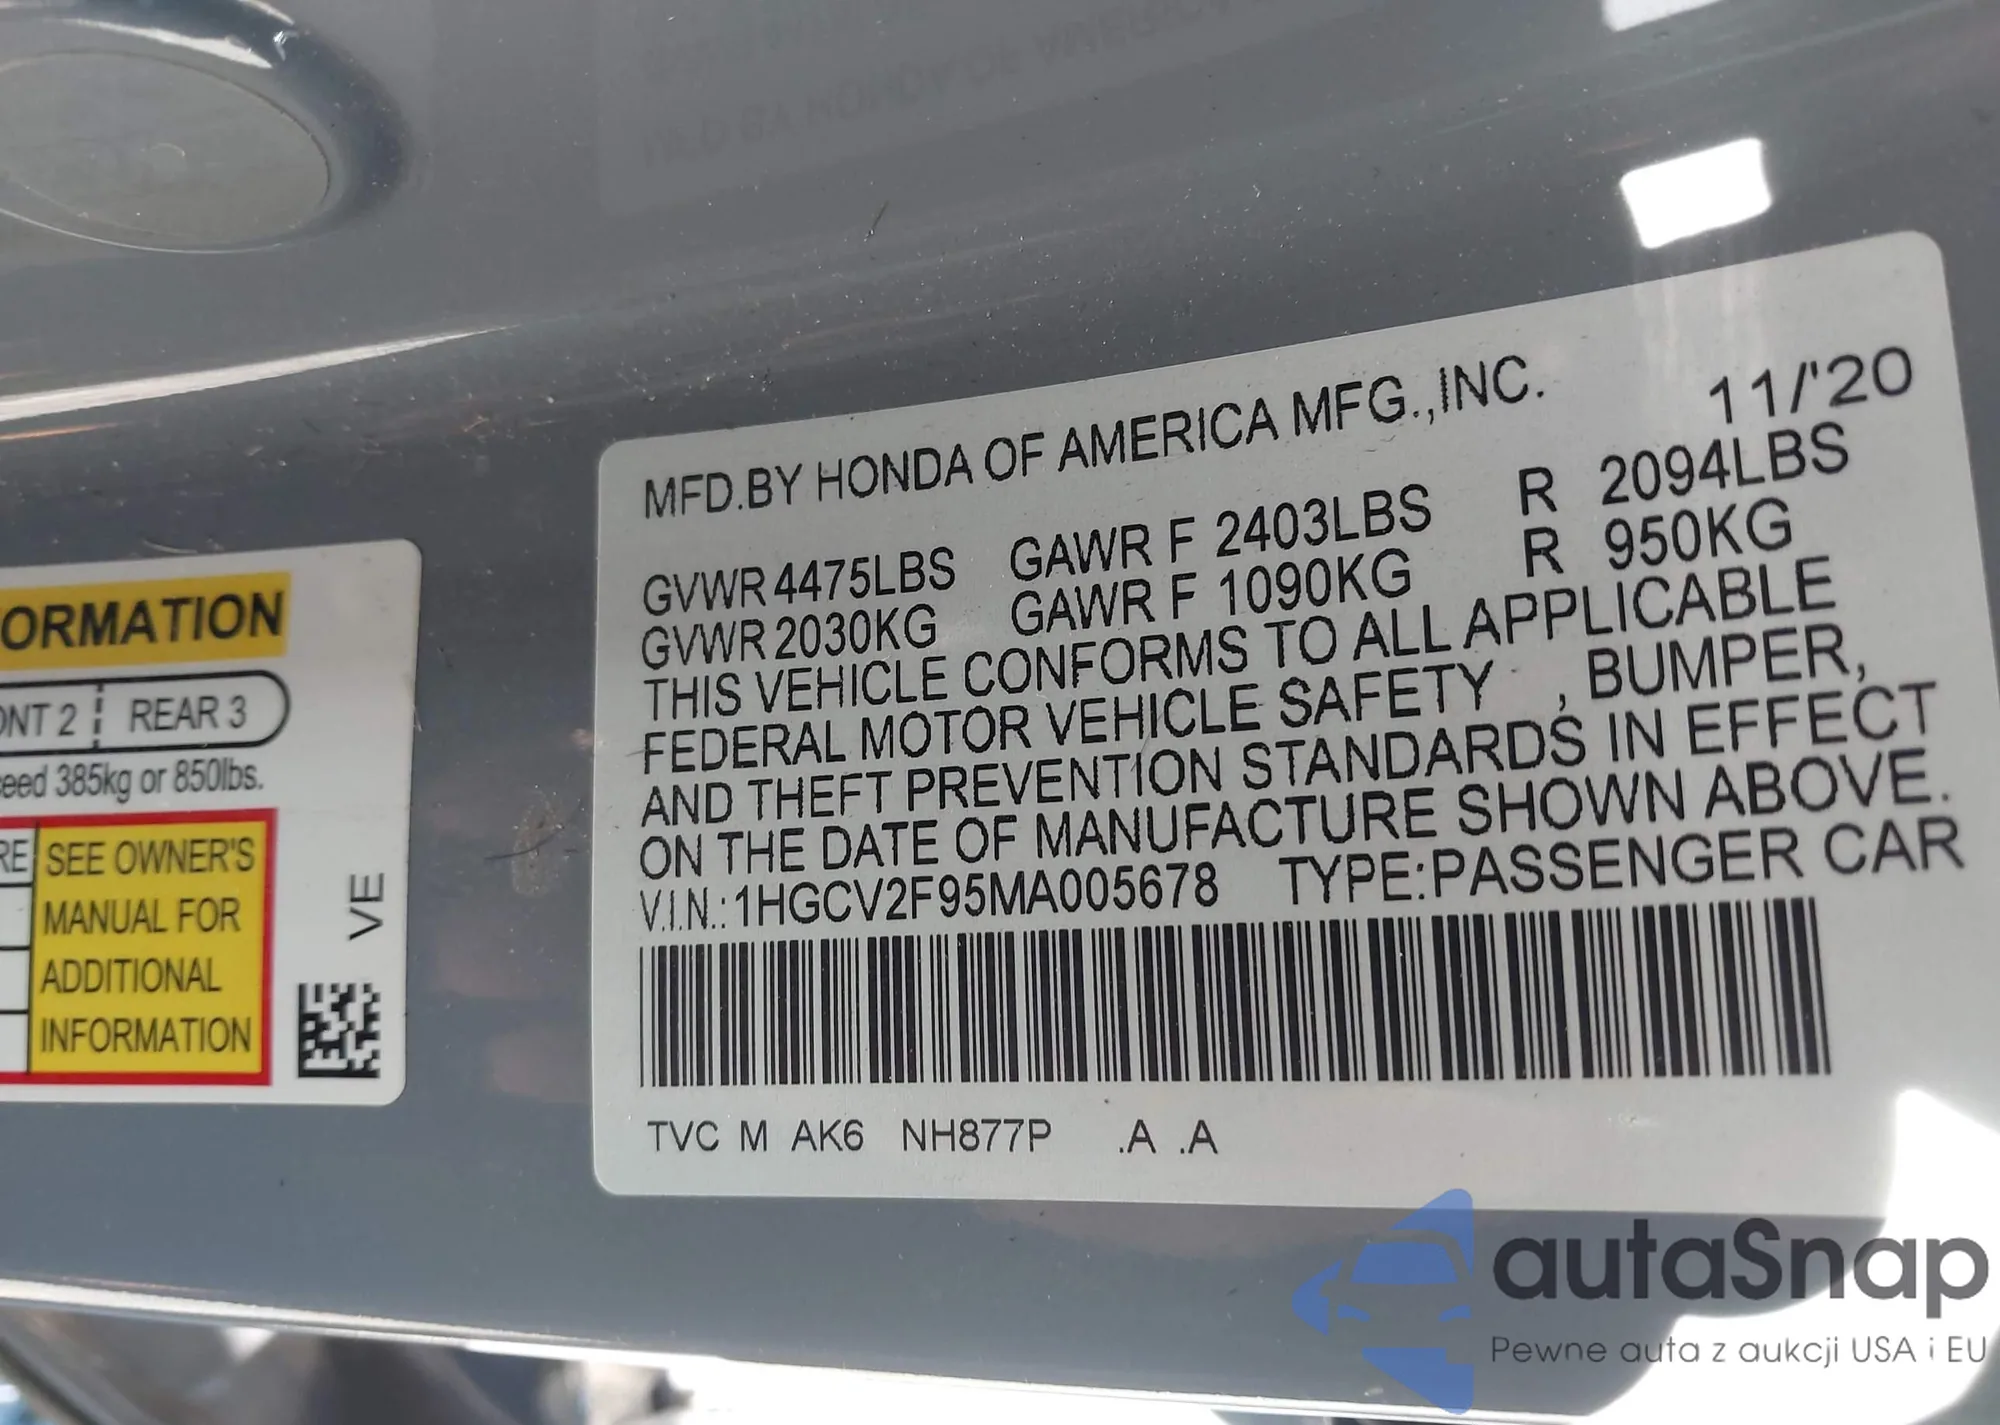 ORMATION
ONT 2 REAR 3
eed 385kg or 850lbs.
RE SEE OWNER'S
MANUAL FOR
ADDITIONAL
INFORMATION
VE
MFD.BY HONDA OF AMERICA MFG.,INC. 11/'20
GVWR 4475LBS GAWR F 2403LBS R 2094LBS
GVWR 2030KG GAWR F 1090KG R 950KG
THIS VEHICLE CONFORMS TO ALL APPLICABLE
FEDERAL MOTOR VEHICLE SAFETY , BUMPER,
AND THEFT PREVENTION STANDARDS IN EFFECT
ON THE DATE OF MANUFACTURE SHOWN ABOVE.
V.I.N.: 1HGCV2F95MA005678 TYPE:PASSENGER CAR
TVC M AK6 NH877P .A .A
autaSnap
Pewne auta z aukcji USA i EU